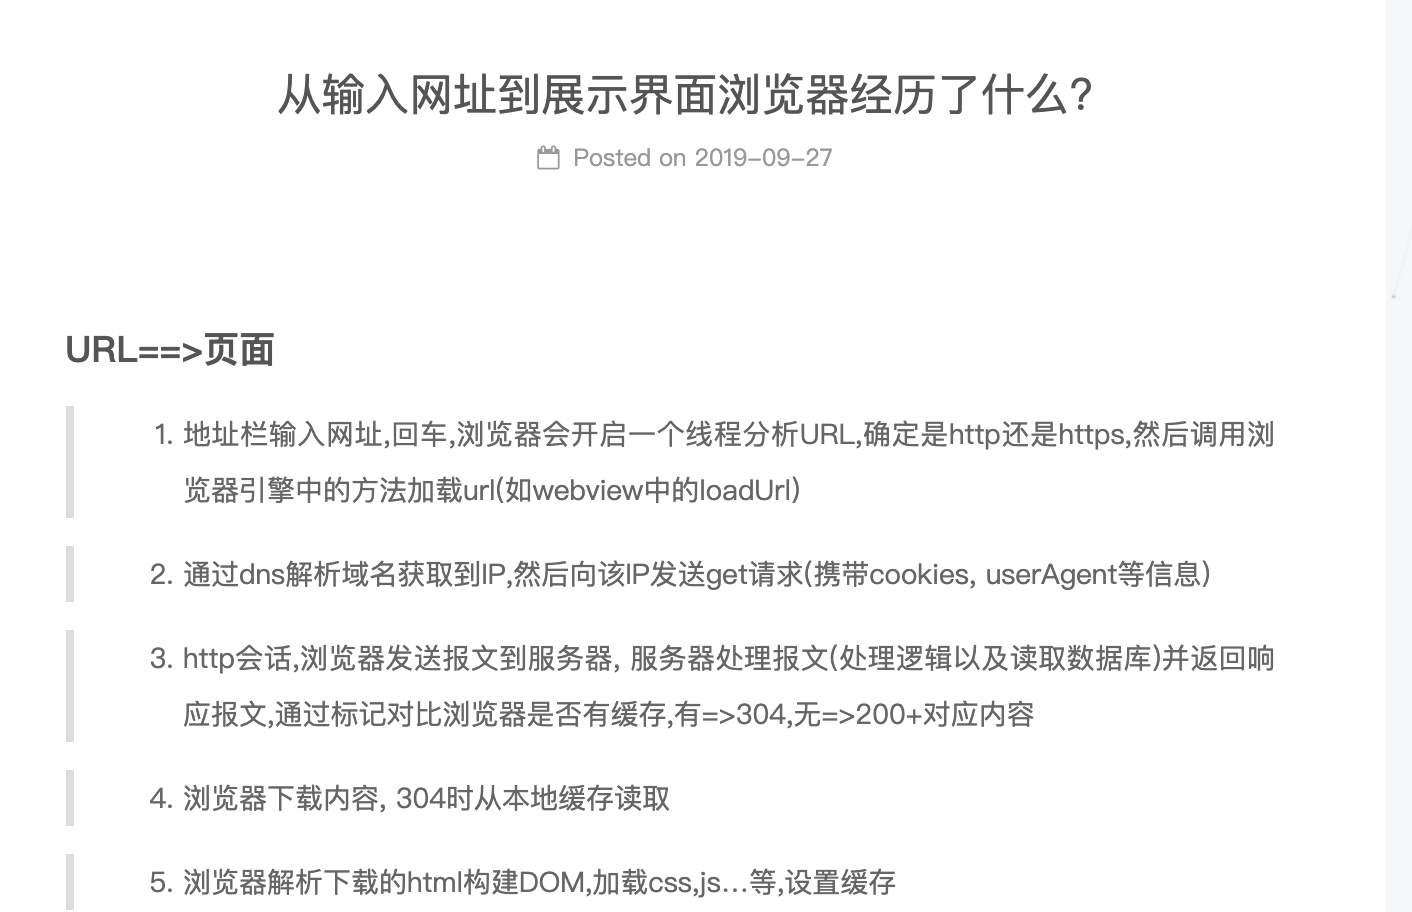 从输入网址到展示界面浏览器经历了什么?
Posted on 2019-09-27
URL==>页面
1. 地址栏输入网址,回车,浏览器会开启一个线程分析URL,确定是http还是https,然后调用浏
览器引擎中的方法加载url(如webview中的loadUrl)
2. 通过dns解析域名获取到IP,然后向该IP发送get请求(携带cookies, userAgent等信息)
3. http会话,浏览器发送报文到服务器, 服务器处理报文(处理逻辑以及读取数据库)并返回响
应报文,通过标记对比浏览器是否有缓存,有=>304,无=>200+对应内容
4. 浏览器下载内容, 304时从本地缓存读取
5. 浏览器解析下载的html构建DOM,加载css,js...等,设置缓存